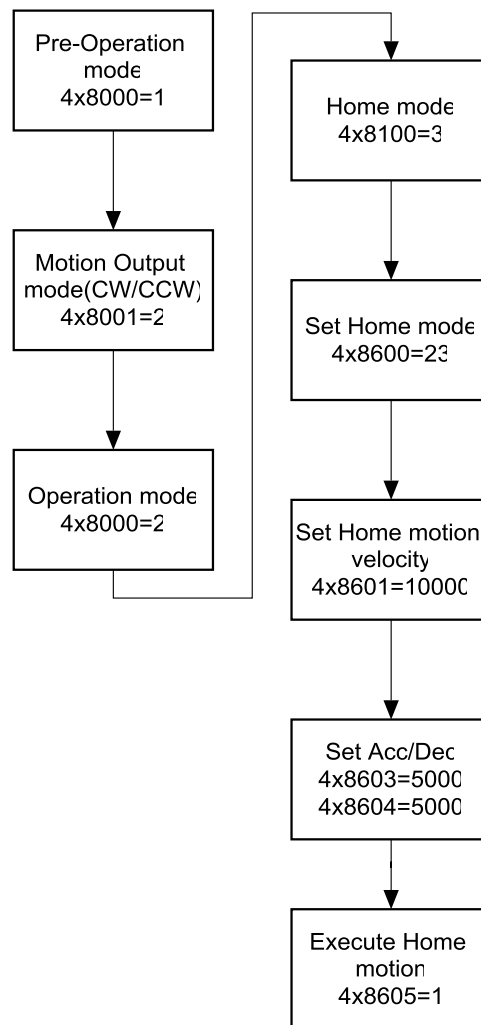 Pre-Operation
mode
4x8000=1
Motion Output
mode(CW/CCW)
4x8001=2
Operation mode
4x8000=2
Home mode
4x8100=3
Set Home mode
4x8600=23
Set Home motion
velocity
4x8601=10000
Set Acc/Dec
4x8603=5000
4x8604=5000
Execute Home
motion
4x8605=1